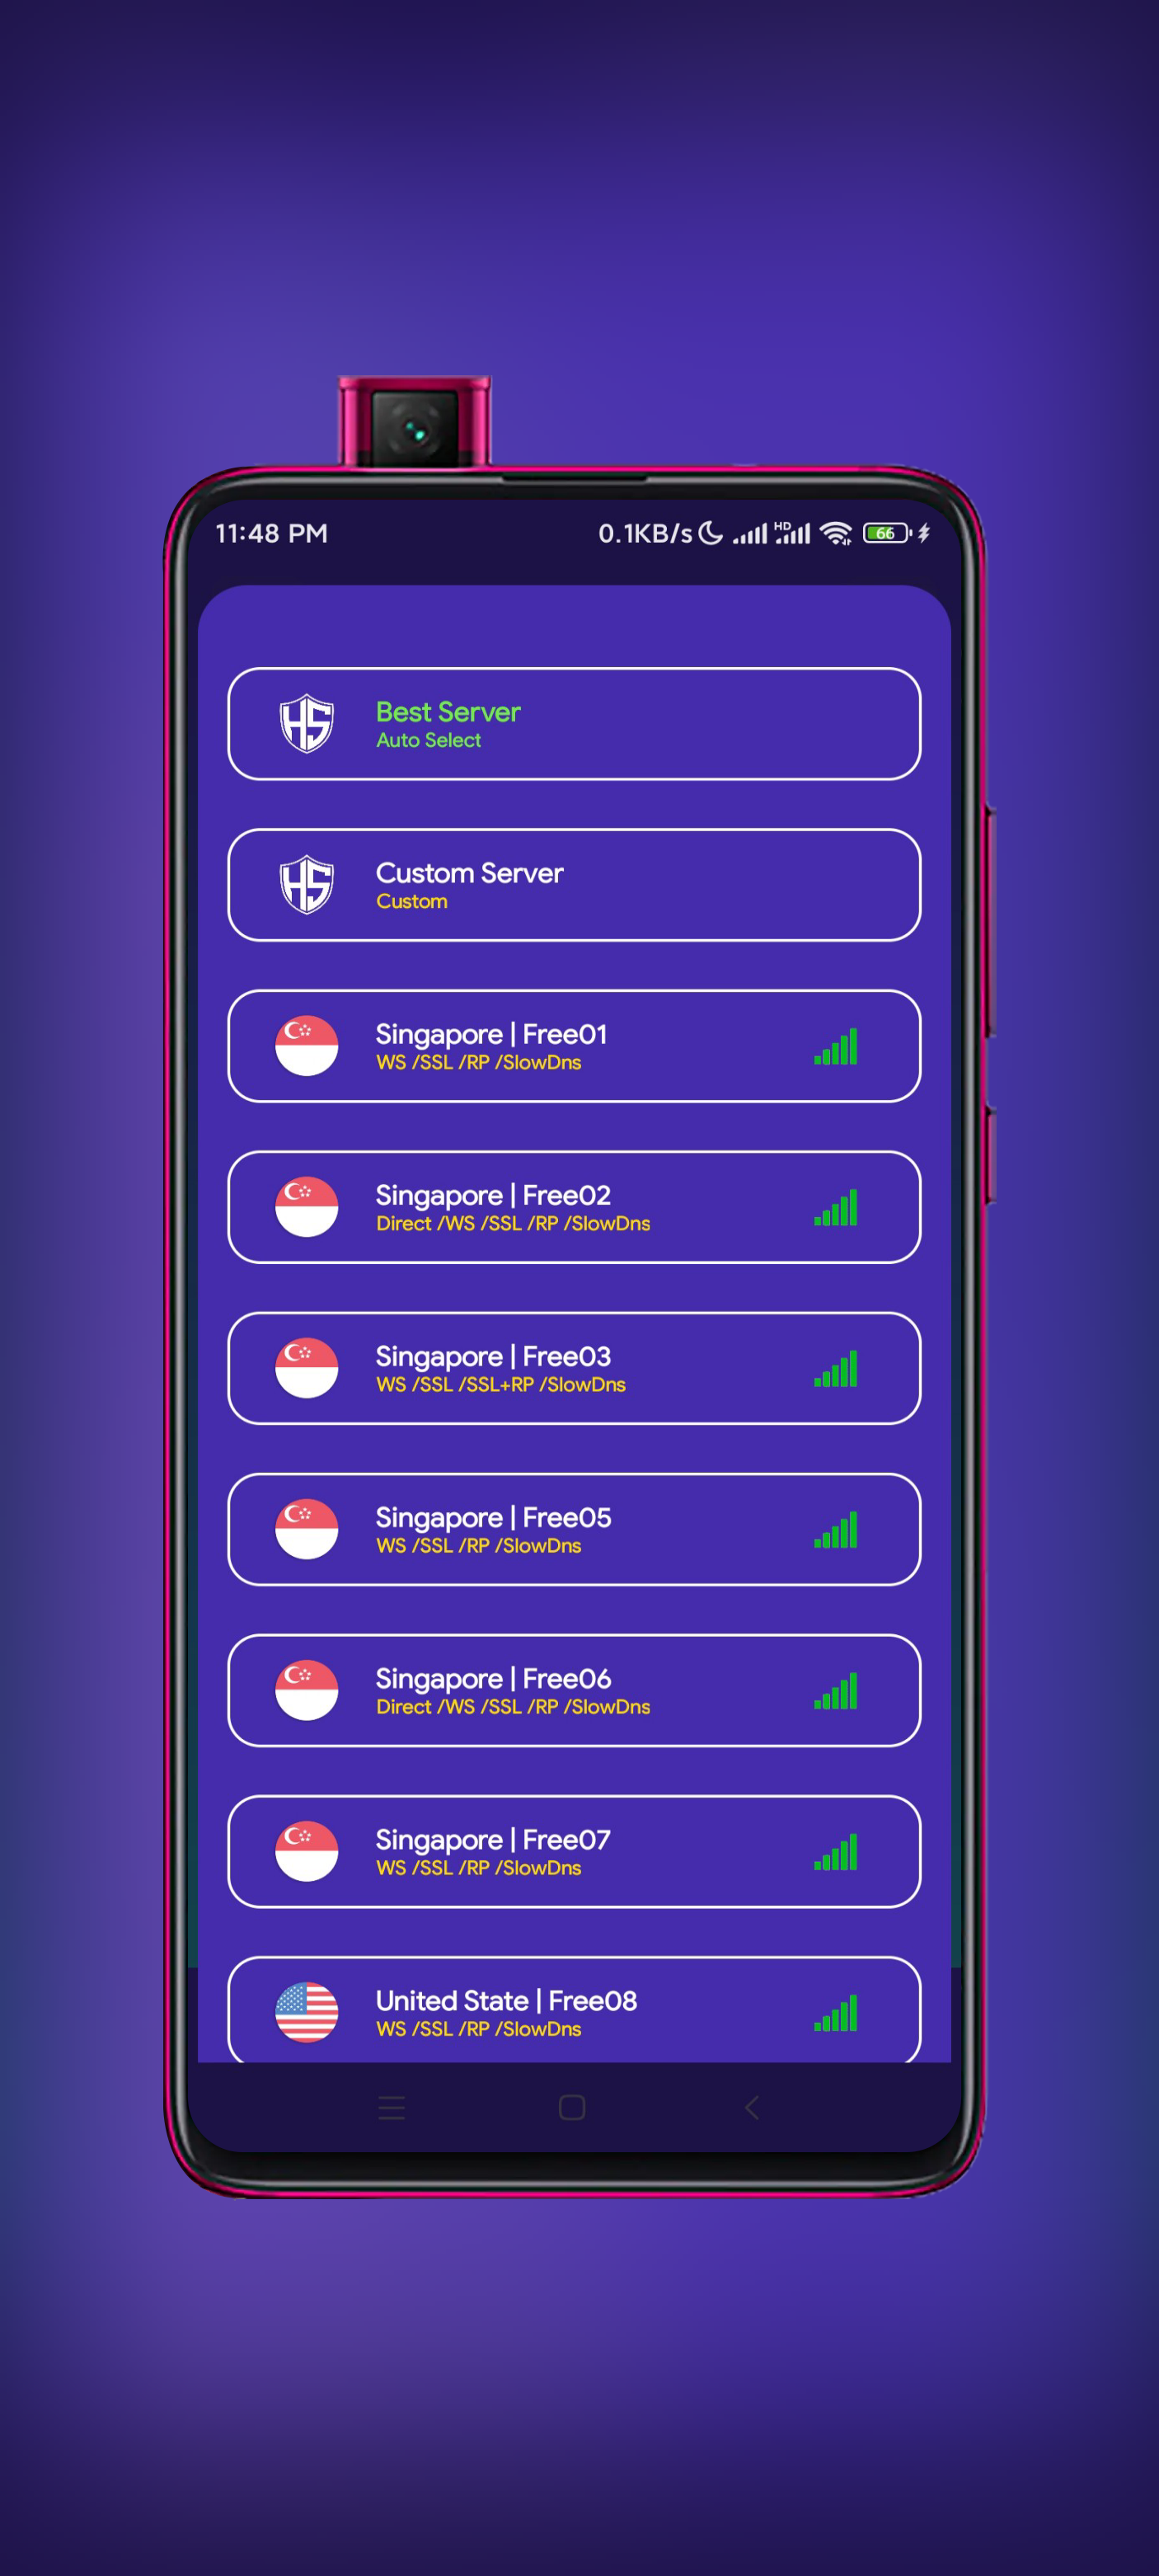 11:48 PM 0.1KB/s HD 66
HS Best Server
Auto Select
HS Custom Server
Custom
Singapore | Free01
WS /SSL /RP /SlowDns
Singapore | Free02
Direct /WS /SSL /RP /SlowDns
Singapore | Free03
WS /SSL /SSL+RP /SlowDns
Singapore | Free05
WS /SSL /RP /SlowDns
Singapore | Free06
Direct /WS /SSL /RP /SlowDns
Singapore | Free07
WS /SSL /RP /SlowDns
United State | Free08
WS /SSL /RP /SlowDns